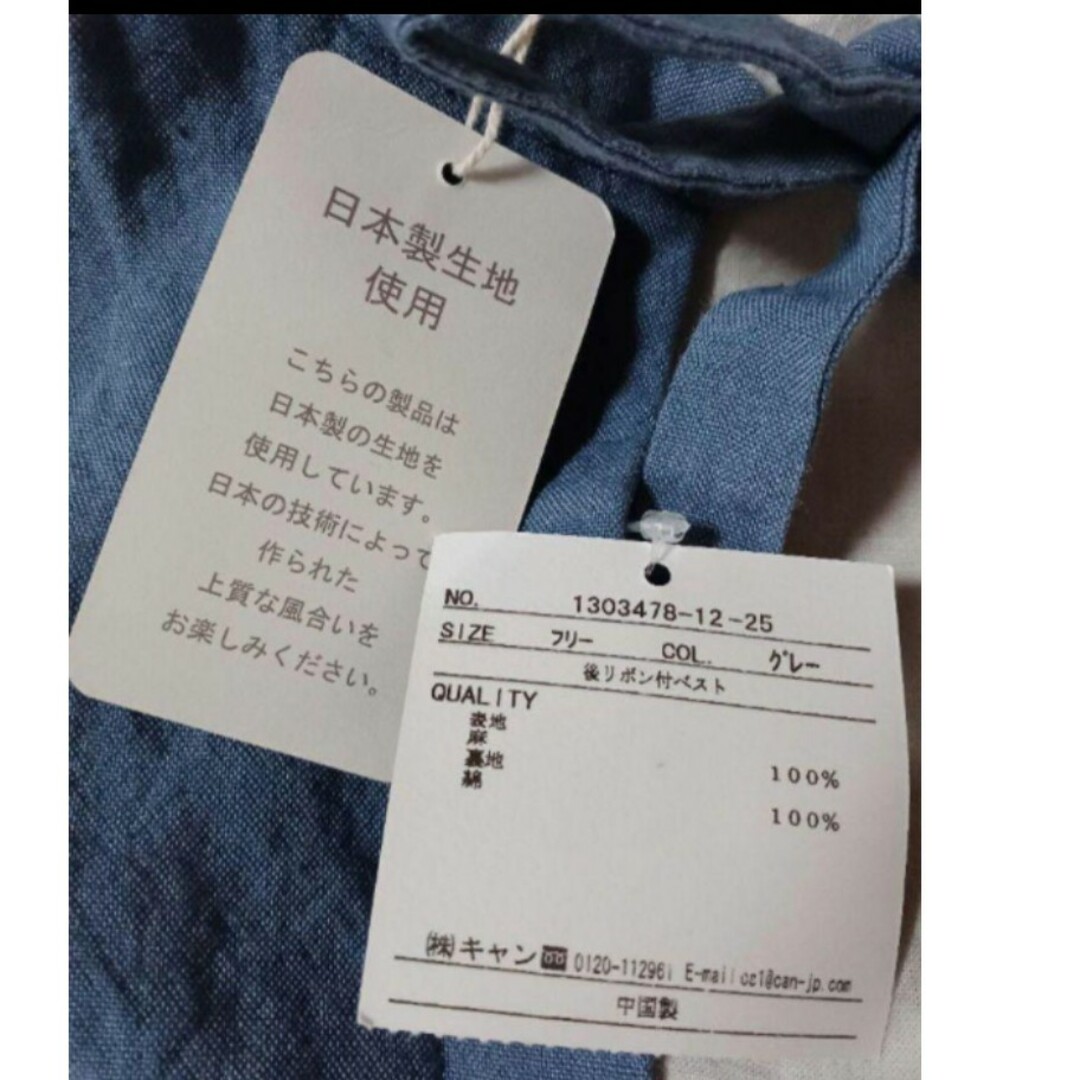 日本製生地
使用
こちらの製品は
日本製の生地を
使用しています。
日本の技術によって
作られた
上質な風合いを
お楽しみください。
NO. 1303478-12-25
SIZE フリー COL. グレー
後リボン付ベスト
QUALITY
表地
麻
裏地 100%
綿
100%
㈱キャン 0120-112961 E-mail cs1@can-jp.com
中国製